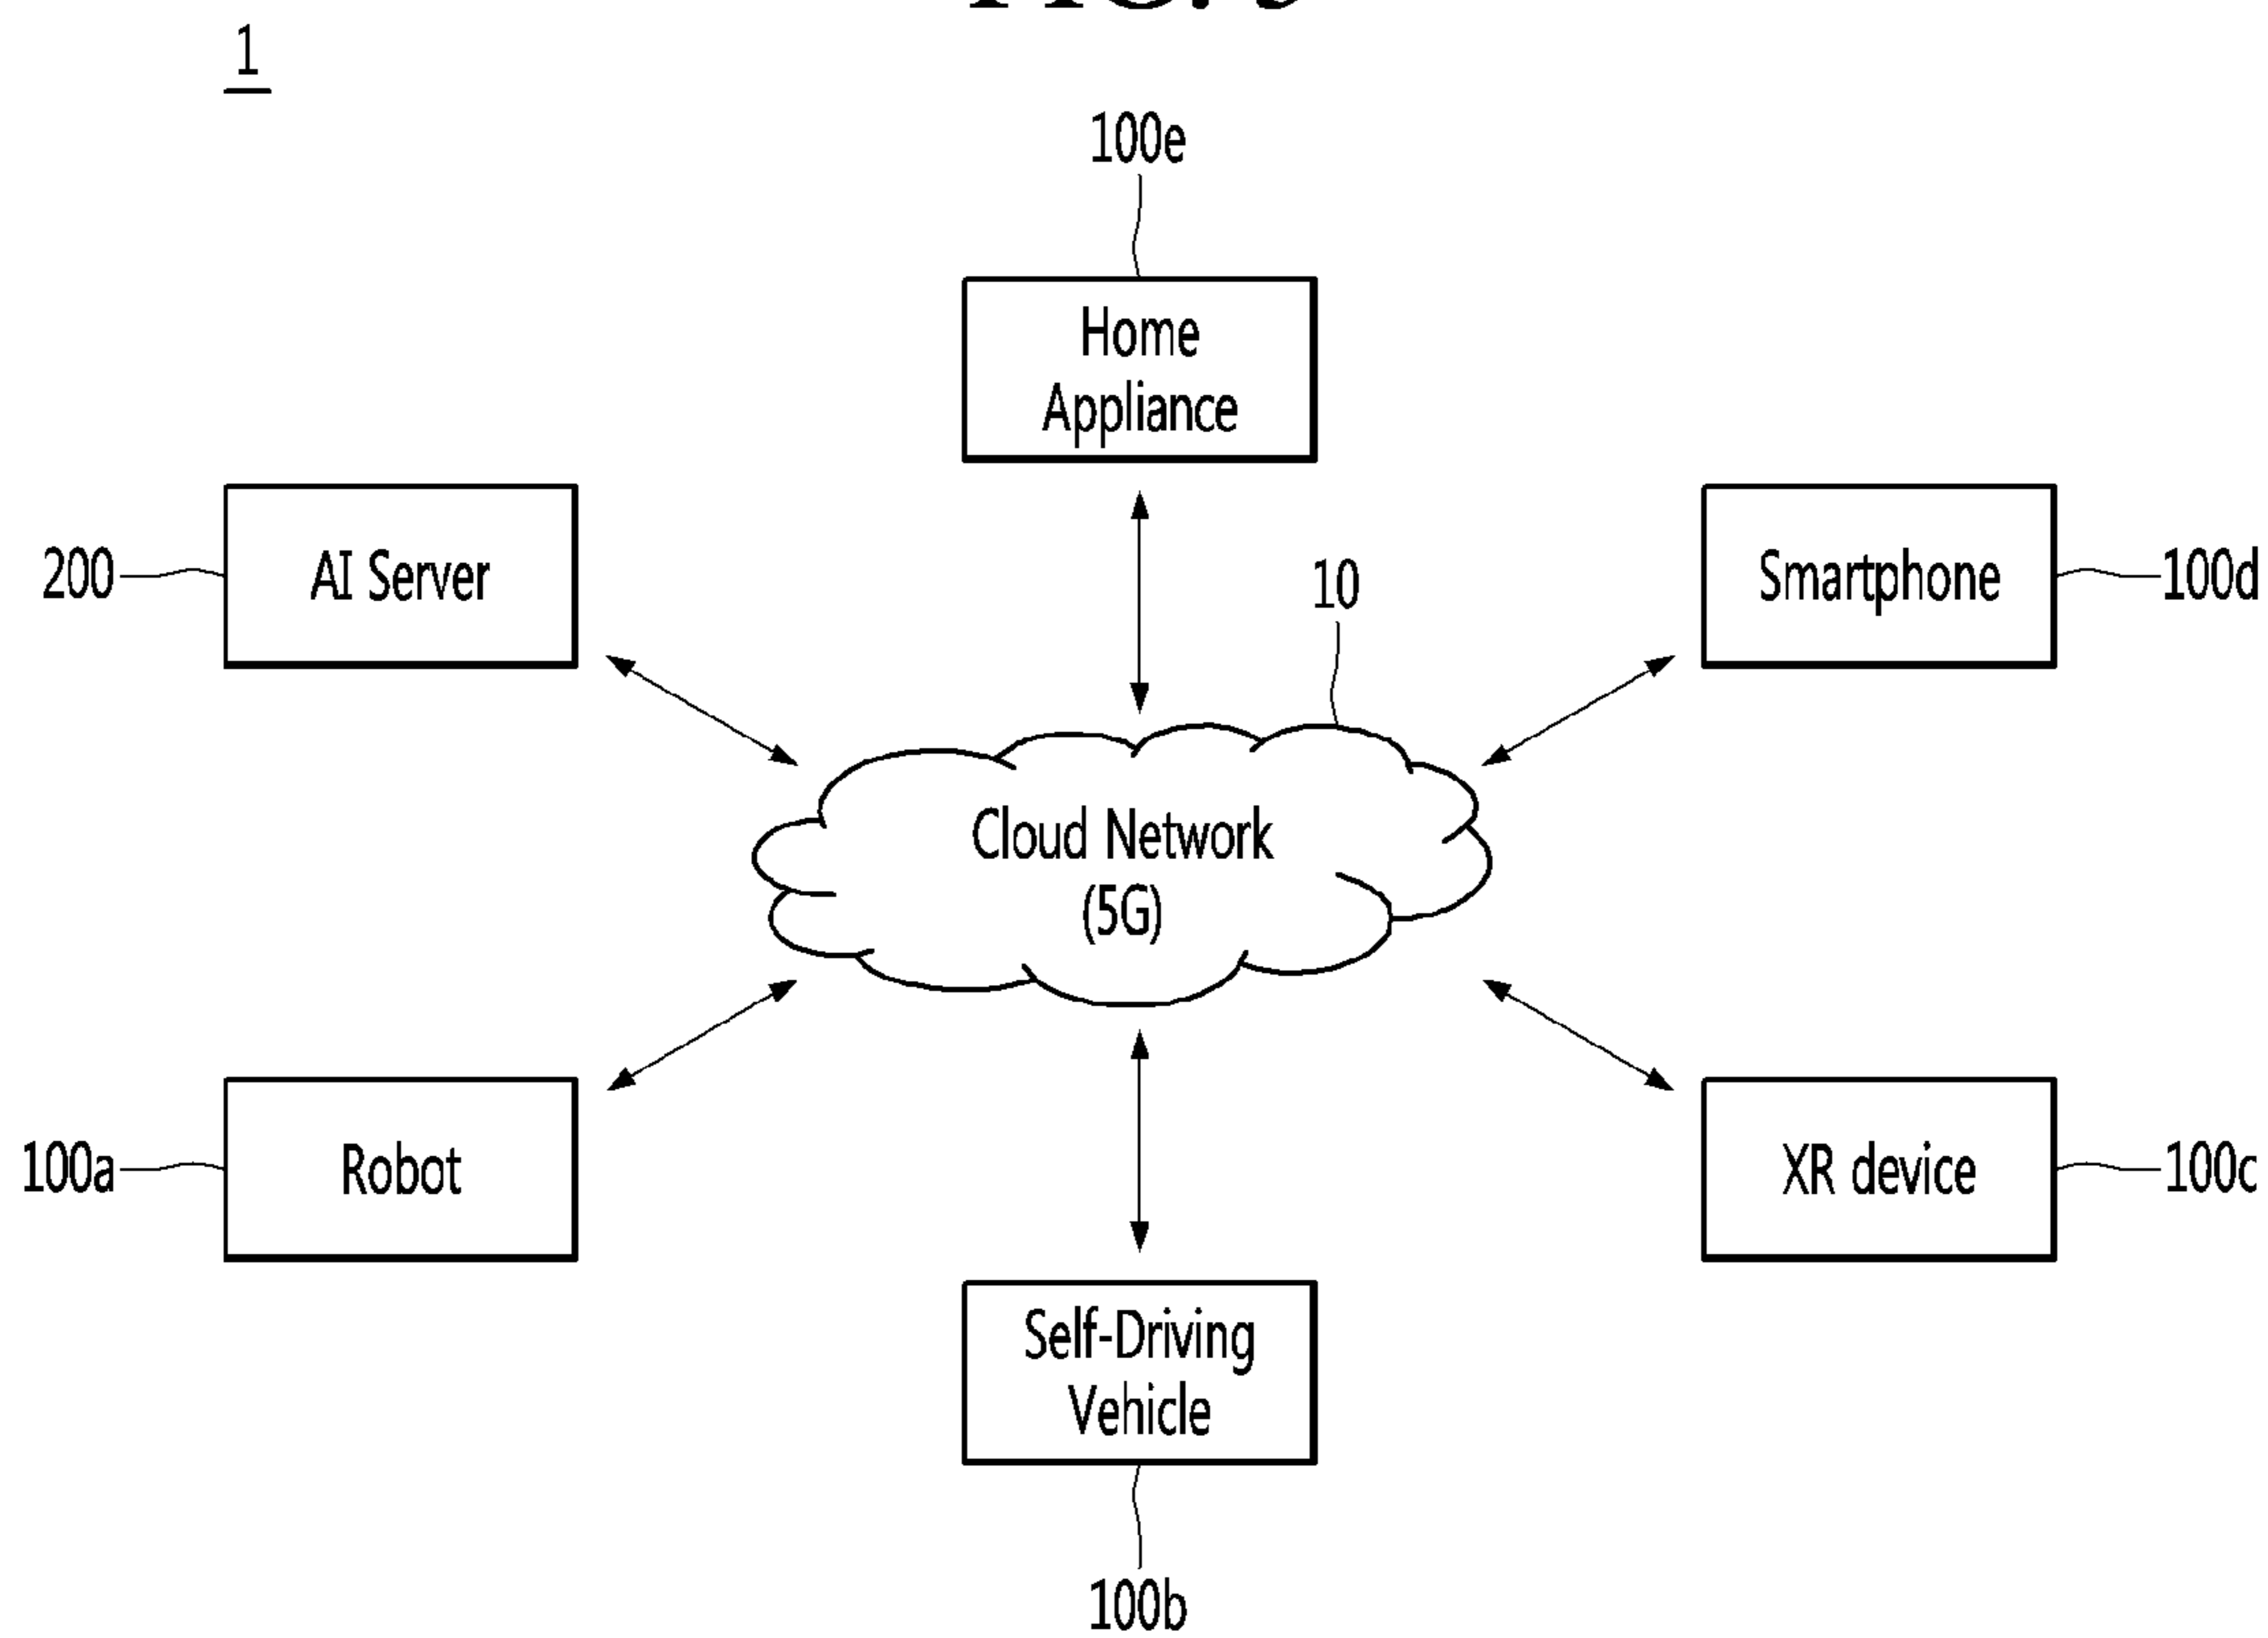 1
100e
Home
Appliance
200
AI Server
10
Smartphone
100d
Cloud Network
(5G)
100a
Robot
XR device
100c
Self-Driving
Vehicle
100b